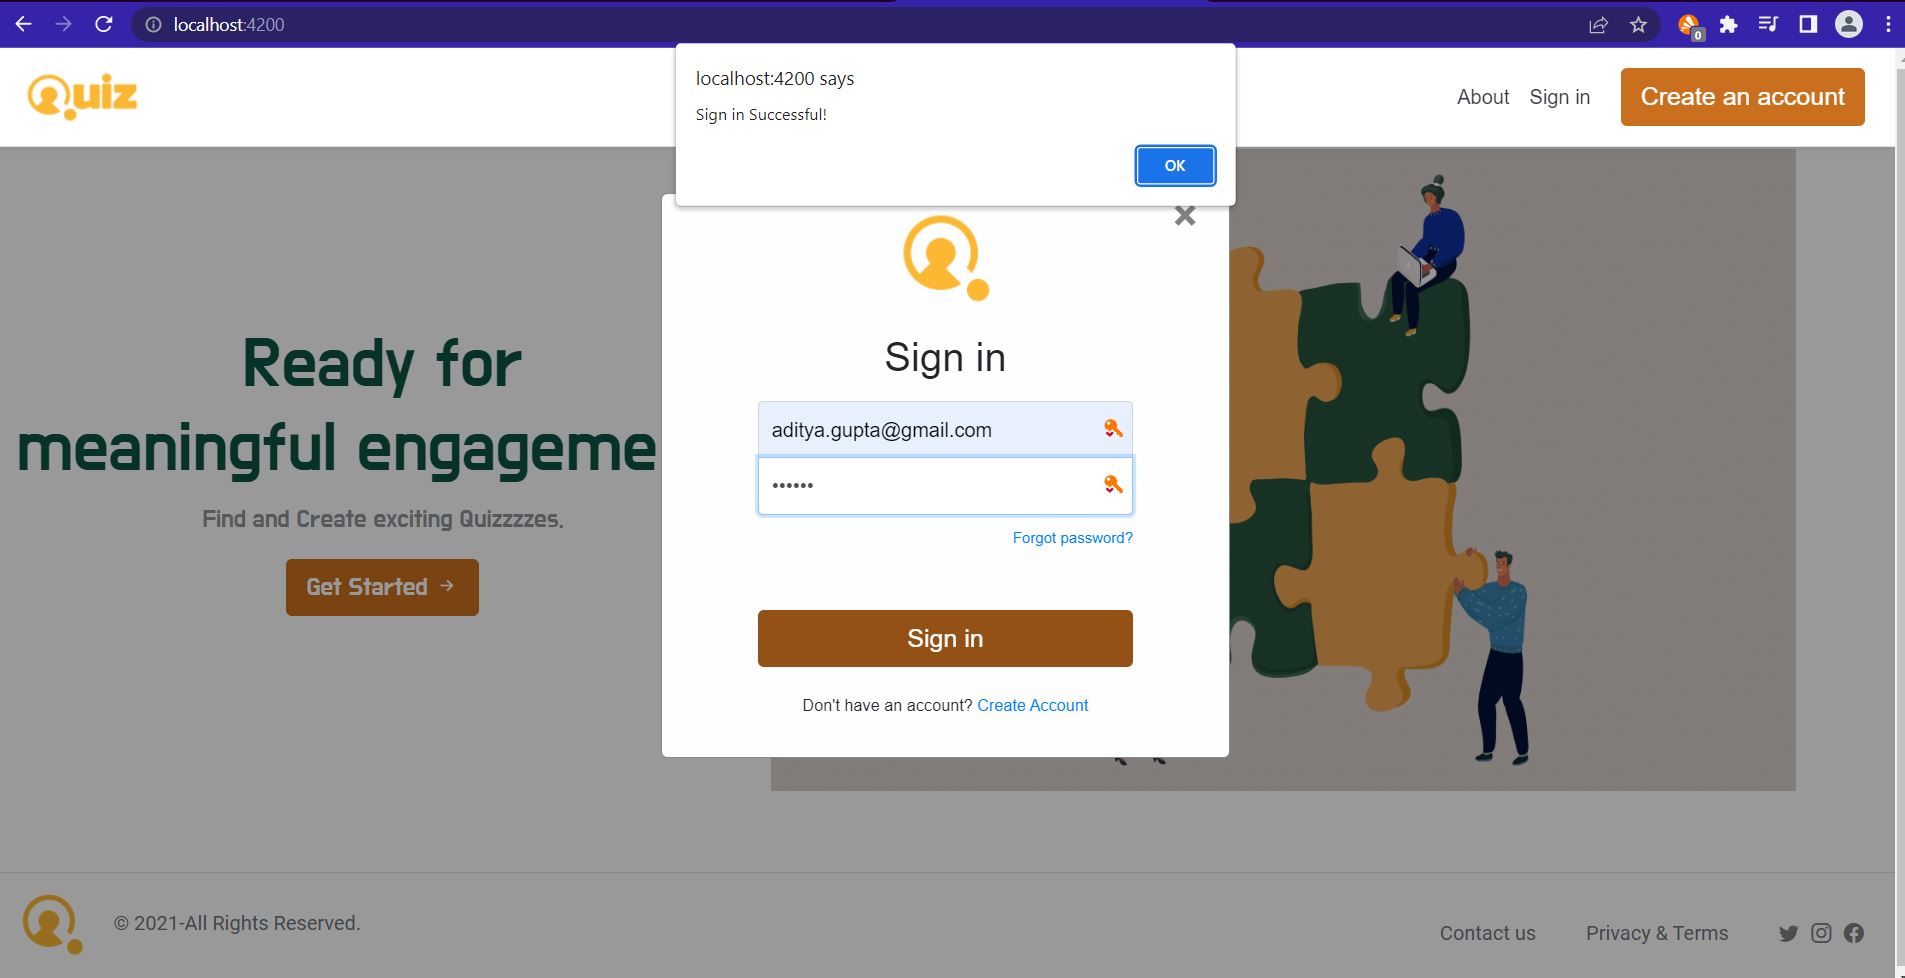 localhost:4200
0
localhost:4200 says
Sign in Successful!
OK
Quiz
About
Sign in
Create an account
Sign in
aditya.gupta@gmail.com
••••••
Forgot password?
Sign in
Don't have an account? Create Account
Ready for
meaningful engageme
Find and Create exciting Quizzzzes.
Get Started →
© 2021-All Rights Reserved.
Contact us
Privacy & Terms